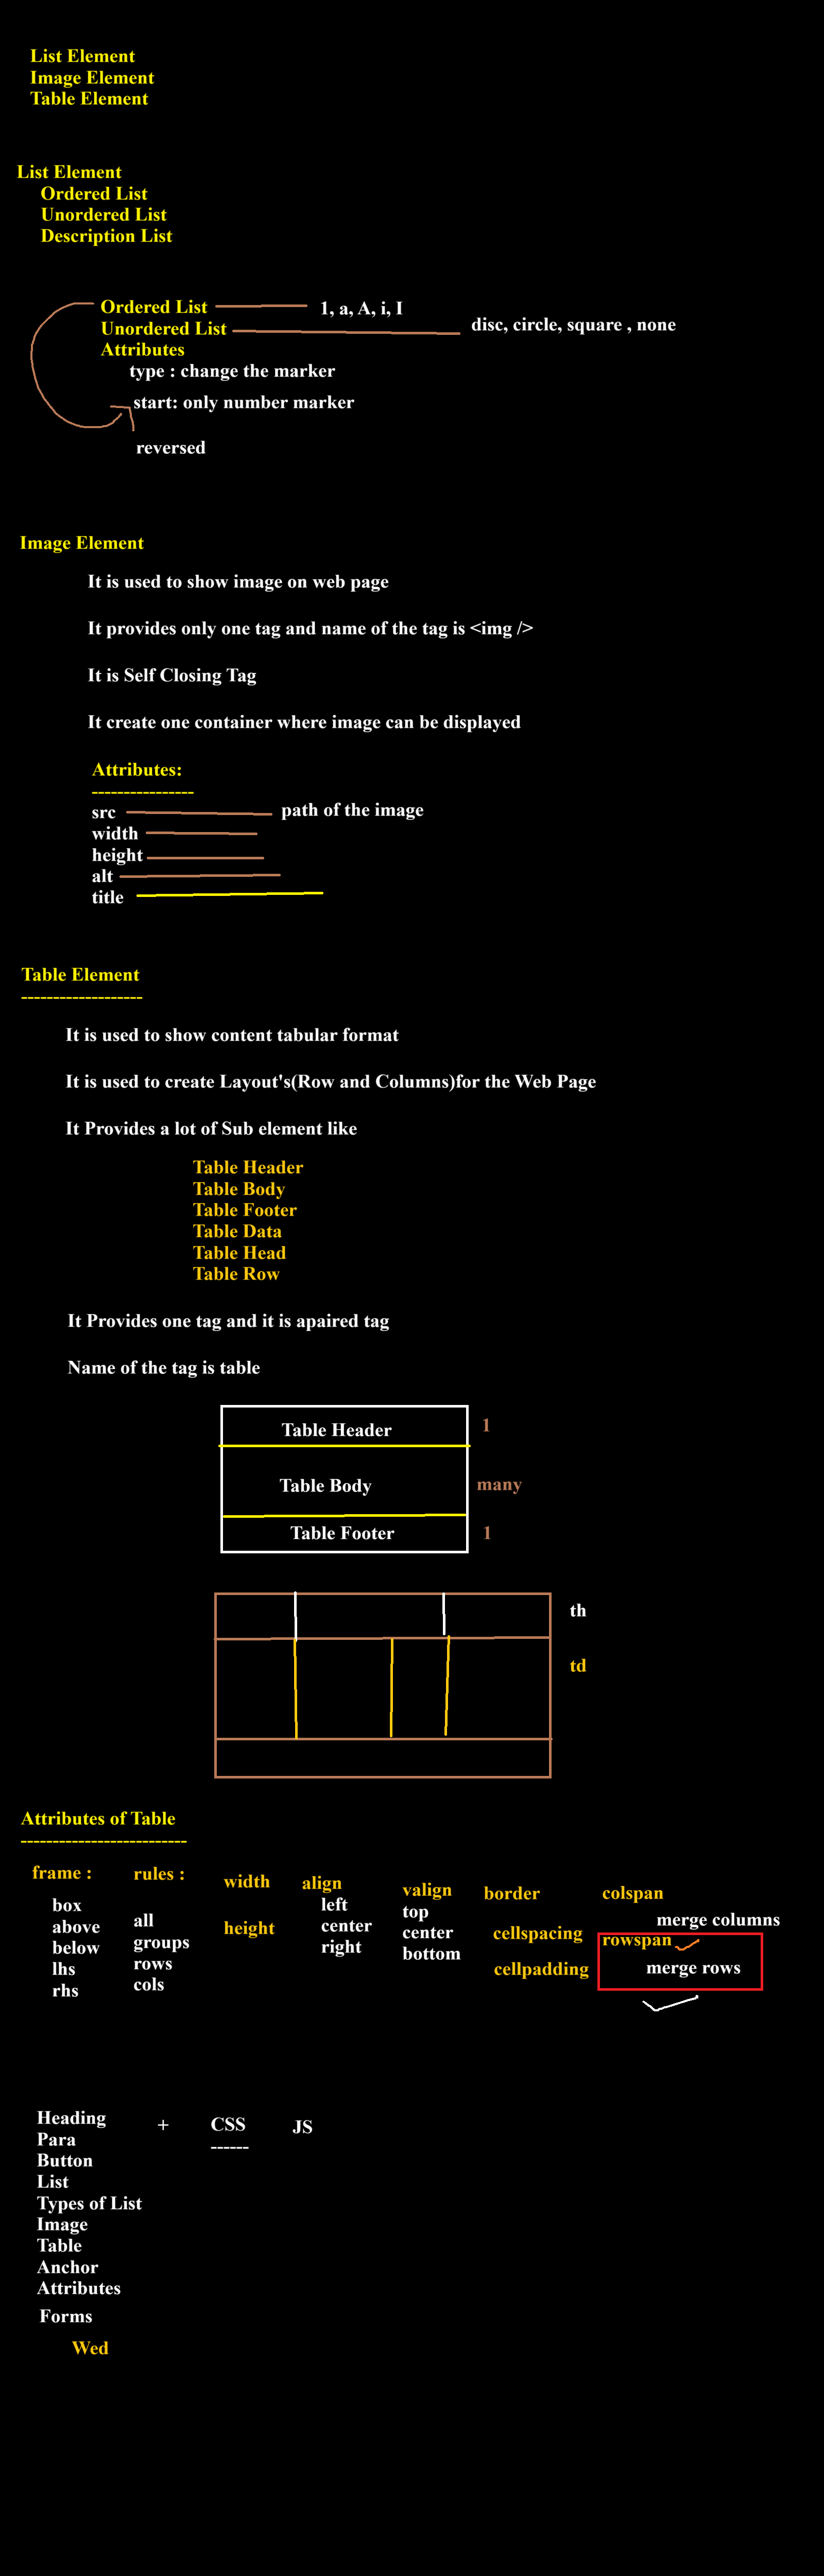 List Element
Image Element
Table Element
List Element
Ordered List
Unordered List
Description List
Ordered List 1, a, A, i, I
Unordered List disc, circle, square , none
Attributes
type : change the marker
start: only number marker
reversed
Image Element
It is used to show image on web page
It provides only one tag and name of the tag is <img />
It is Self Closing Tag
It create one container where image can be displayed
Attributes:
----------------
src path of the image
width
height
alt
title
Table Element
-------------------
It is used to show content tabular format
It is used to create Layout's(Row and Columns)for the Web Page
It Provides a lot of Sub element like
Table Header
Table Body
Table Footer
Table Data
Table Head
Table Row
It Provides one tag and it is apaired tag
Name of the tag is table
Table Header 1
Table Body many
Table Footer 1
th
td
Attributes of Table
--------------------------
frame :
box
above
below
lhs
rhs
rules :
all
groups
rows
cols
width
height
align
left
center
right
valign
top
center
bottom
border
cellspacing
cellpadding
colspan
merge columns
rowspan
merge rows
Heading
Para
Button
List
Types of List
Image
Table
Anchor
Attributes
Forms
Wed
+
CSS
------
JS